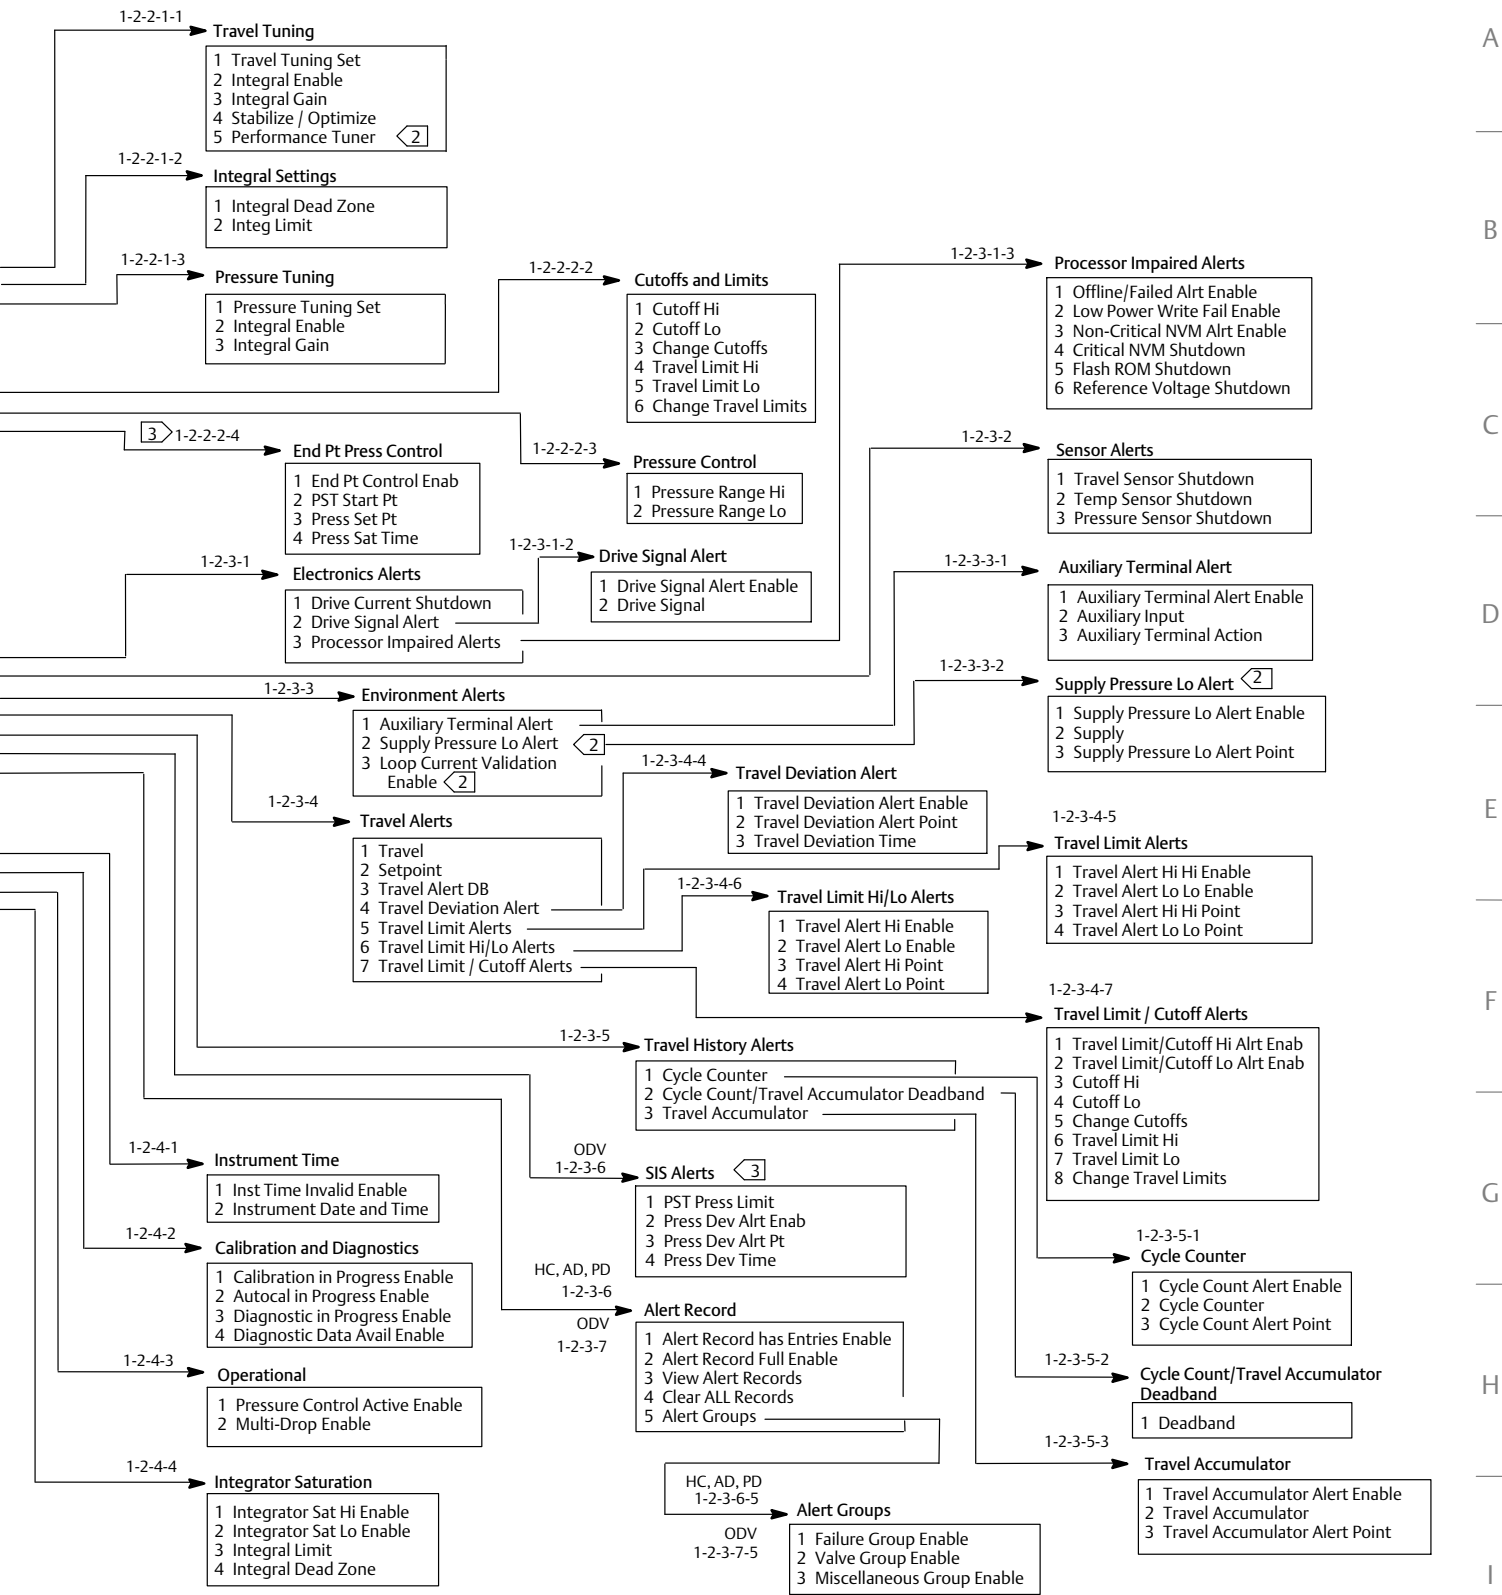 1-2-2-1-1
Travel Tuning
1 Travel Tuning Set
2 Integral Enable
3 Integral Gain
4 Stabilize / Optimize
5 Performance Tuner 2
1-2-2-1-2
Integral Settings
1 Integral Dead Zone
2 Integ Limit
1-2-2-1-3
Pressure Tuning
1 Pressure Tuning Set
2 Integral Enable
3 Integral Gain
1-2-2-2-2
Cutoffs and Limits
1 Cutoff Hi
2 Cutoff Lo
3 Change Cutoffs
4 Travel Limit Hi
5 Travel Limit Lo
6 Change Travel Limits
1-2-3-1-3
Processor Impaired Alerts
1 Offline/Failed Alrt Enable
2 Low Power Write Fail Enable
3 Non-Critical NVM Alrt Enable
4 Critical NVM Shutdown
5 Flash ROM Shutdown
6 Reference Voltage Shutdown
3 1-2-2-2-4
End Pt Press Control
1 End Pt Control Enab
2 PST Start Pt
3 Press Set Pt
4 Press Sat Time
1-2-2-2-3
Pressure Control
1 Pressure Range Hi
2 Pressure Range Lo
1-2-3-2
Sensor Alerts
1 Travel Sensor Shutdown
2 Temp Sensor Shutdown
3 Pressure Sensor Shutdown
1-2-3-1
Electronics Alerts
1 Drive Current Shutdown
2 Drive Signal Alert
3 Processor Impaired Alerts
1-2-3-1-2
Drive Signal Alert
1 Drive Signal Alert Enable
2 Drive Signal
1-2-3-3-1
Auxiliary Terminal Alert
1 Auxiliary Terminal Alert Enable
2 Auxiliary Input
3 Auxiliary Terminal Action
1-2-3-3
Environment Alerts
1 Auxiliary Terminal Alert
2 Supply Pressure Lo Alert 2
3 Loop Current Validation
Enable 2
1-2-3-3-2
Supply Pressure Lo Alert 2
1 Supply Pressure Lo Alert Enable
2 Supply
3 Supply Pressure Lo Alert Point
1-2-3-4
Travel Alerts
1 Travel
2 Setpoint
3 Travel Alert DB
4 Travel Deviation Alert
5 Travel Limit Alerts
6 Travel Limit Hi/Lo Alerts
7 Travel Limit / Cutoff Alerts
1-2-3-4-4
Travel Deviation Alert
1 Travel Deviation Alert Enable
2 Travel Deviation Alert Point
3 Travel Deviation Time
1-2-3-4-5
Travel Limit Alerts
1 Travel Alert Hi Hi Enable
2 Travel Alert Lo Lo Enable
3 Travel Alert Hi Hi Point
4 Travel Alert Lo Lo Point
1-2-3-4-6
Travel Limit Hi/Lo Alerts
1 Travel Alert Hi Enable
2 Travel Alert Lo Enable
3 Travel Alert Hi Point
4 Travel Alert Lo Point
1-2-3-4-7
Travel Limit / Cutoff Alerts
1 Travel Limit/Cutoff Hi Alrt Enab
2 Travel Limit/Cutoff Lo Alrt Enab
3 Cutoff Hi
4 Cutoff Lo
5 Change Cutoffs
6 Travel Limit Hi
7 Travel Limit Lo
8 Change Travel Limits
1-2-3-5
Travel History Alerts
1 Cycle Counter
2 Cycle Count/Travel Accumulator Deadband
3 Travel Accumulator
1-2-4-1
Instrument Time
1 Inst Time Invalid Enable
2 Instrument Date and Time
ODV
1-2-3-6
SIS Alerts 3
1 PST Press Limit
2 Press Dev Alrt Enab
3 Press Dev Alrt Pt
4 Press Dev Time
1-2-4-2
Calibration and Diagnostics
1 Calibration in Progress Enable
2 Autocal in Progress Enable
3 Diagnostic in Progress Enable
4 Diagnostic Data Avail Enable
1-2-3-5-1
Cycle Counter
1 Cycle Count Alert Enable
2 Cycle Counter
3 Cycle Count Alert Point
HC, AD, PD
1-2-3-6
ODV
1-2-3-7
Alert Record
1 Alert Record has Entries Enable
2 Alert Record Full Enable
3 View Alert Records
4 Clear ALL Records
5 Alert Groups
1-2-4-3
Operational
1 Pressure Control Active Enable
2 Multi-Drop Enable
1-2-3-5-2
Cycle Count/Travel Accumulator
Deadband
1 Deadband
1-2-4-4
Integrator Saturation
1 Integrator Sat Hi Enable
2 Integrator Sat Lo Enable
3 Integral Limit
4 Integral Dead Zone
HC, AD, PD
1-2-3-6-5
ODV
1-2-3-7-5
Alert Groups
1 Failure Group Enable
2 Valve Group Enable
3 Miscellaneous Group Enable
1-2-3-5-3
Travel Accumulator
1 Travel Accumulator Alert Enable
2 Travel Accumulator
3 Travel Accumulator Alert Point
A
B
C
D
E
F
G
H
I